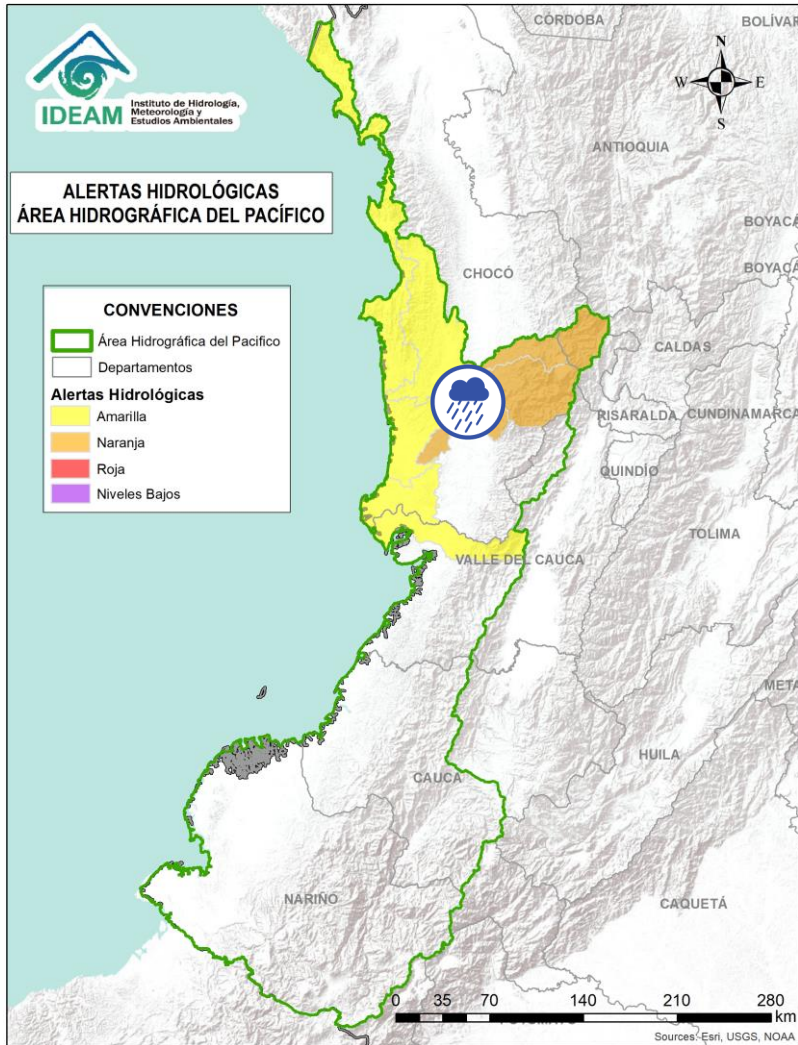 CÓRDOBA
BOLÍVAR
N
W
E
S
IDEAM
Instituto de Hidrología,
Meteorología y
Estudios Ambientales
ANTIOQUIA
ALERTAS HIDROLÓGICAS
ÁREA HIDROGRÁFICA DEL PACÍFICO
BOYACÁ
BOYACÁ
CHOCÓ
CONVENCIONES
Área Hidrográfica del Pacifico
Departamentos
Alertas Hidrológicas
Amarilla
Naranja
Roja
Niveles Bajos
CALDAS
RISARALDA
CUNDINAMARCA
QUINDÍO
TOLIMA
VALLE DEL CAUCA
META
HUILA
CAUCA
NARIÑO
CAQUETÁ
0 35 70 140 210 280
km
Sources: Esri, USGS, NOAA